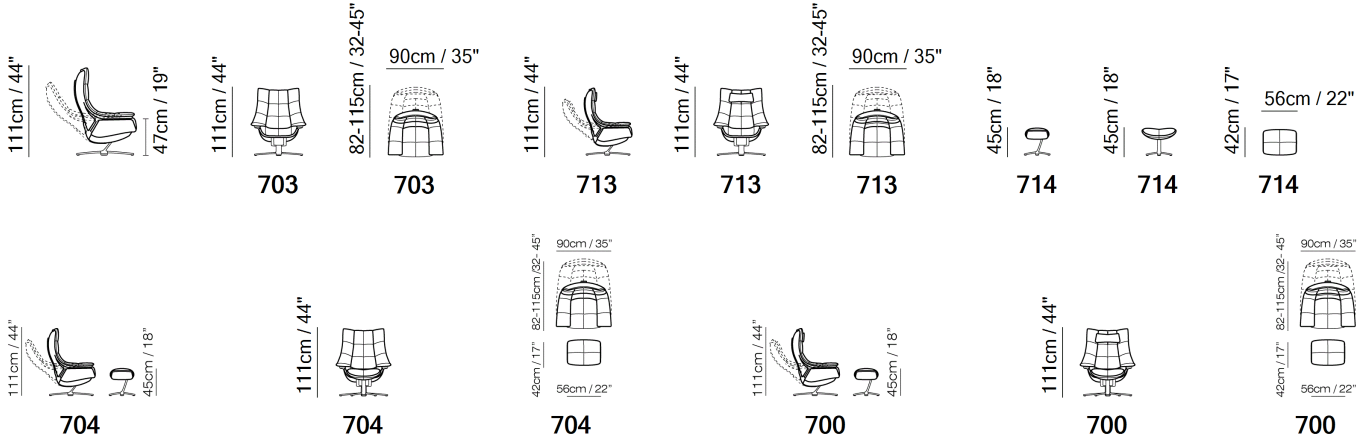 111cm / 44"
47cm / 19"
111cm / 44"
703
82-115cm / 32-45"
90cm / 35"
703
111cm / 44"
713
111cm / 44"
713
82-115cm / 32-45"
90cm / 35"
713
45cm / 18"
714
45cm / 18"
714
42cm / 17"
56cm / 22"
714
111cm / 44"
45cm / 18"
704
111cm / 44"
704
82-115cm /32- 45"
90cm / 35"
42cm / 17"
56cm / 22"
704
111cm / 44"
45cm / 18"
700
111cm / 44"
700
82-115cm /32- 45"
90cm / 35"
42cm / 17"
56cm / 22"
700